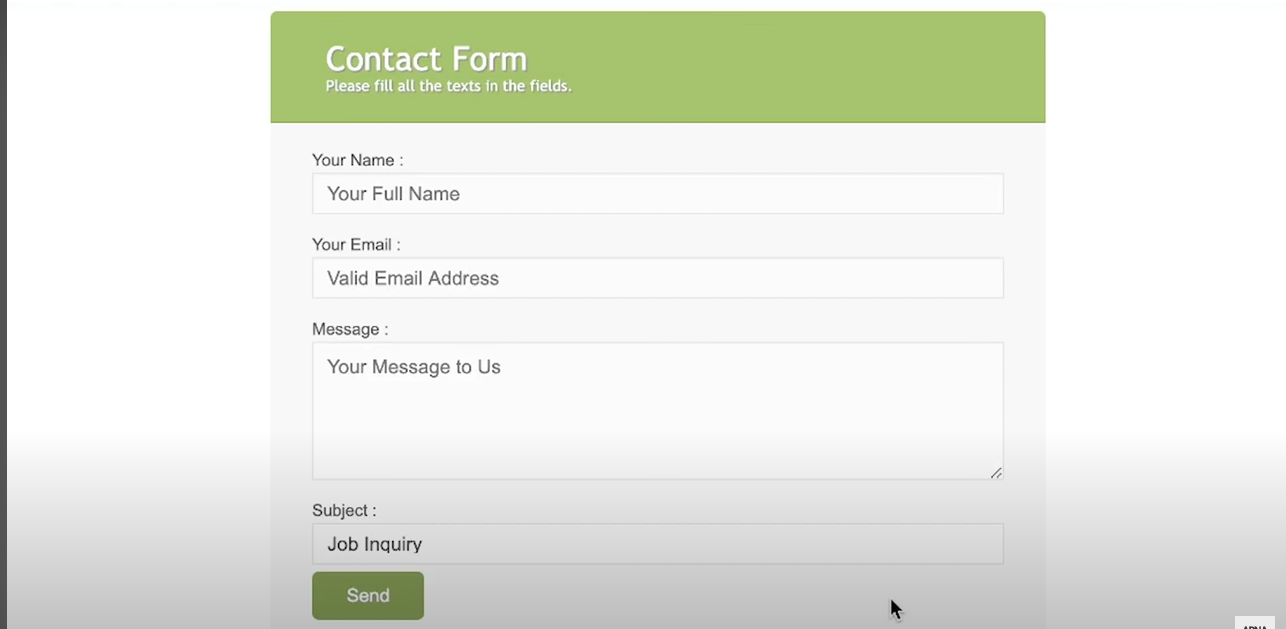 Contact Form
Please fill all the texts in the fields.
Your Name :
Your Full Name
Your Email :
Valid Email Address
Message :
Your Message to Us
Subject :
Job Inquiry
Send